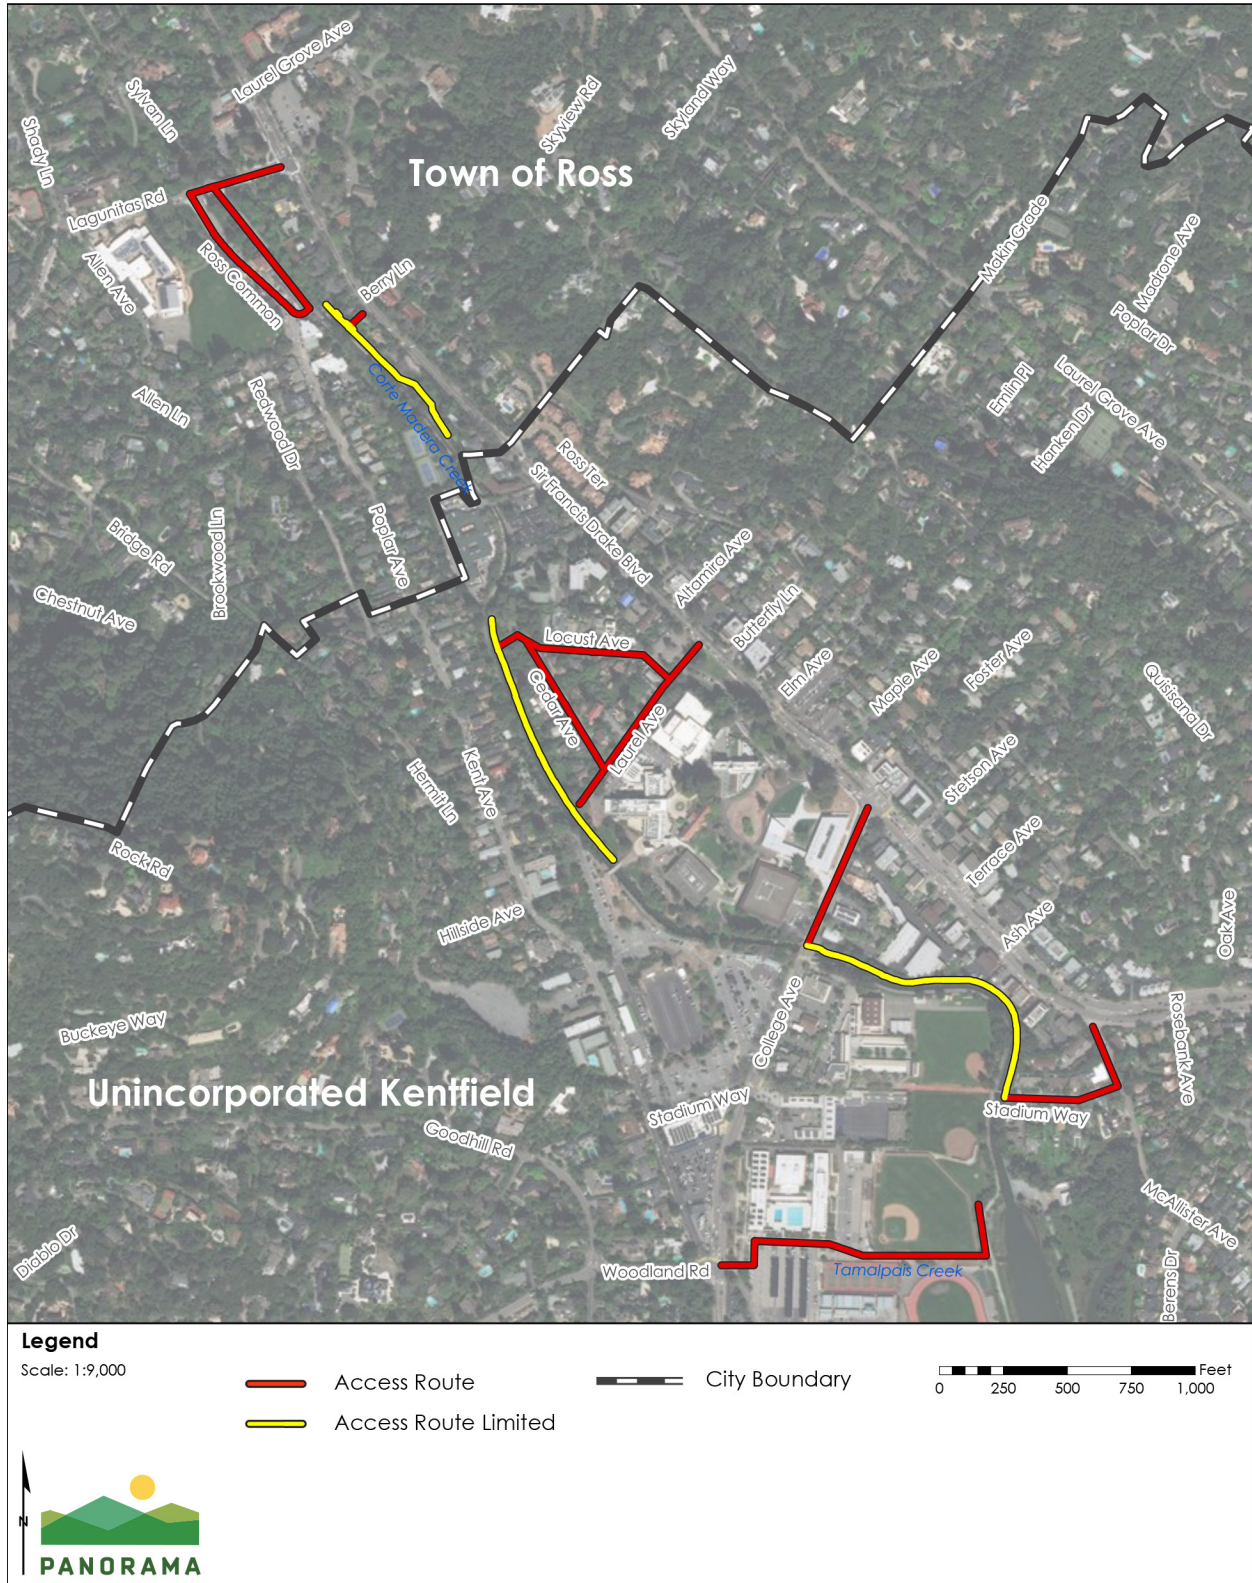 Laurel Grove Ave
Sylvan Ln
Skyview Rd
Skyland Way
Shady Ln
Town of Ross
Lagunitas Rd
Makin Grade
Madrone Ave
Allen Ave
Ross Common
Berry Ln
Poplar Dr
Corte Madera Creek
Emlin Pl
Laurel Grove Ave
Allen Ln
Redwood Dr
Hanken Dr
Ross Ter
Sir Francis Drake Blvd
Bridge Rd
Brookwood Ln
Poplar Ave
Altamira Ave
Chestnut Ave
Butterfly Ln
Locust Ave
Elm Ave
Maple Ave
Foster Ave
Quisisana Dr
Cedar Ave
Laurel Ave
Hermit Ln
Kent Ave
Stetson Ave
Rock Rd
Terrace Ave
Hillside Ave
Ash Ave
Oak Ave
College Ave
Buckeye Way
Rosebank Ave
Unincorporated Kentfield
Stadium Way
Stadium Way
Goodhill Rd
McAllister Ave
Diablo Dr
Woodland Rd
Tamalpais Creek
Berens Dr
Legend
Scale: 1:9,000
Access Route
City Boundary
Feet
0 250 500 750 1,000
Access Route Limited
N
PANORAMA